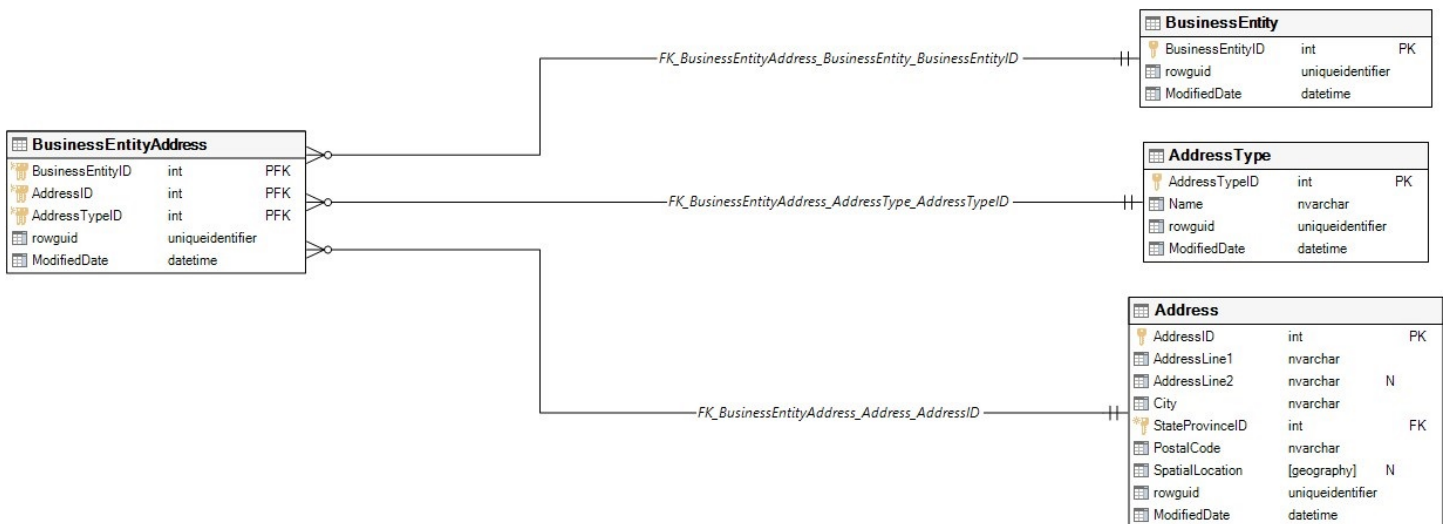 BusinessEntity
BusinessEntityID int PK
rowguid uniqueidentifier
ModifiedDate datetime
FK_BusinessEntityAddress_BusinessEntity_BusinessEntityID
BusinessEntityAddress
BusinessEntityID int PFK
AddressID int PFK
AddressTypeID int PFK
rowguid uniqueidentifier
ModifiedDate datetime
AddressType
AddressTypeID int PK
Name nvarchar
rowguid uniqueidentifier
ModifiedDate datetime
FK_BusinessEntityAddress_AddressType_AddressTypeID
Address
AddressID int PK
AddressLine1 nvarchar
AddressLine2 nvarchar N
City nvarchar
StateProvinceID int FK
PostalCode nvarchar
SpatialLocation [geography] N
rowguid uniqueidentifier
ModifiedDate datetime
FK_BusinessEntityAddress_Address_AddressID